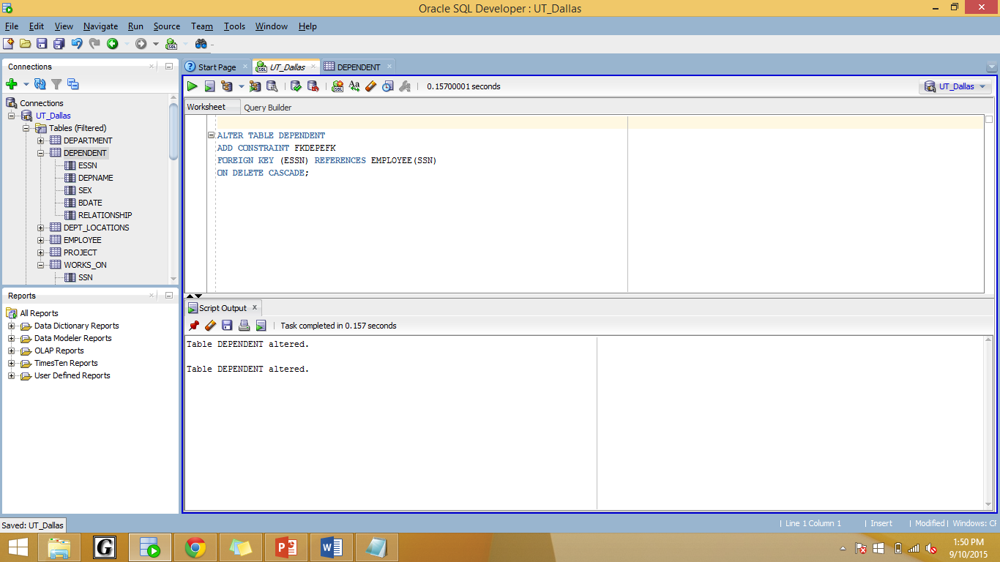 Oracle SQL Developer : UT_Dallas
File Edit View Navigate Run Source Team Tools Window Help
Connections
Connections
UT_Dallas
Tables (Filtered)
DEPARTMENT
DEPENDENT
ESSN
DEPNAME
SEX
BDATE
RELATIONSHIP
DEPT_LOCATIONS
EMPLOYEE
PROJECT
WORKS_ON
SSN
Reports
All Reports
Data Dictionary Reports
Data Modeler Reports
OLAP Reports
TimesTen Reports
User Defined Reports
Start Page UT_Dallas DEPENDENT
0.15700001 seconds UT_Dallas
Worksheet Query Builder
ALTER TABLE DEPENDENT
ADD CONSTRAINT FKDEPEFK
FOREIGN KEY (ESSN) REFERENCES EMPLOYEE(SSN)
ON DELETE CASCADE;
Script Output
Task completed in 0.157 seconds
Table DEPENDENT altered.
Table DEPENDENT altered.
Saved: UT_Dallas
Line 1 Column 1 | Insert | Modified | Windows: CF
1:50 PM
9/10/2015